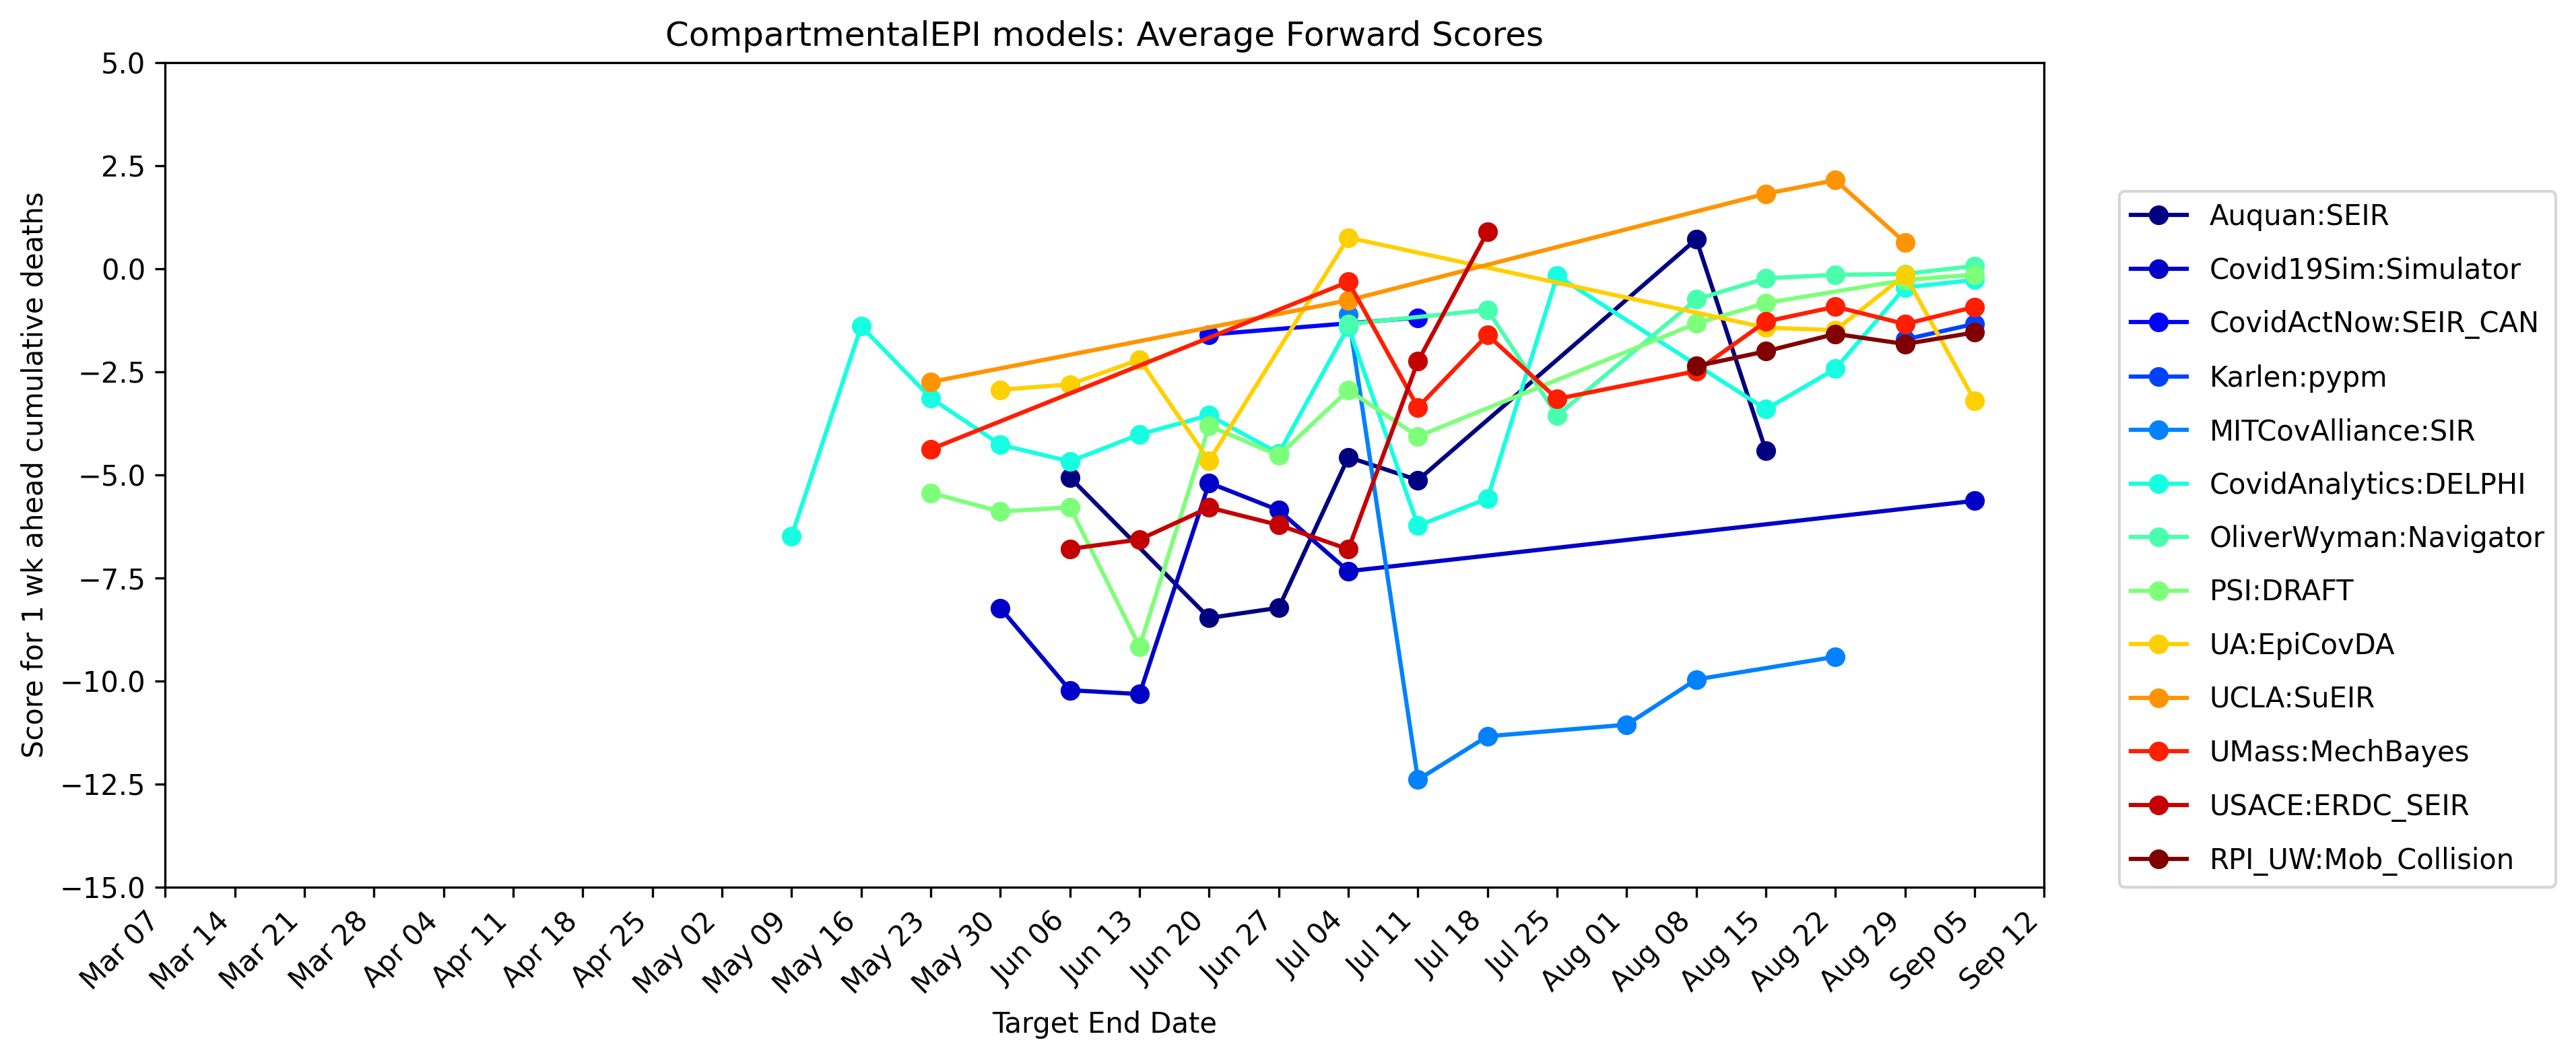 CompartmentalEPI models: Average Forward Scores
Score for 1 wk ahead cumulative deaths
5.0
2.5
0.0
−2.5
−5.0
−7.5
−10.0
−12.5
−15.0
Mar 07
Mar 14
Mar 21
Mar 28
Apr 04
Apr 11
Apr 18
Apr 25
May 02
May 09
May 16
May 23
May 30
Jun 06
Jun 13
Jun 20
Jun 27
Jul 04
Jul 11
Jul 18
Jul 25
Aug 01
Aug 08
Aug 15
Aug 22
Aug 29
Sep 05
Sep 12
Target End Date
Auquan:SEIR
Covid19Sim:Simulator
CovidActNow:SEIR_CAN
Karlen:pypm
MITCovAlliance:SIR
CovidAnalytics:DELPHI
OliverWyman:Navigator
PSI:DRAFT
UA:EpiCovDA
UCLA:SuEIR
UMass:MechBayes
USACE:ERDC_SEIR
RPI_UW:Mob_Collision